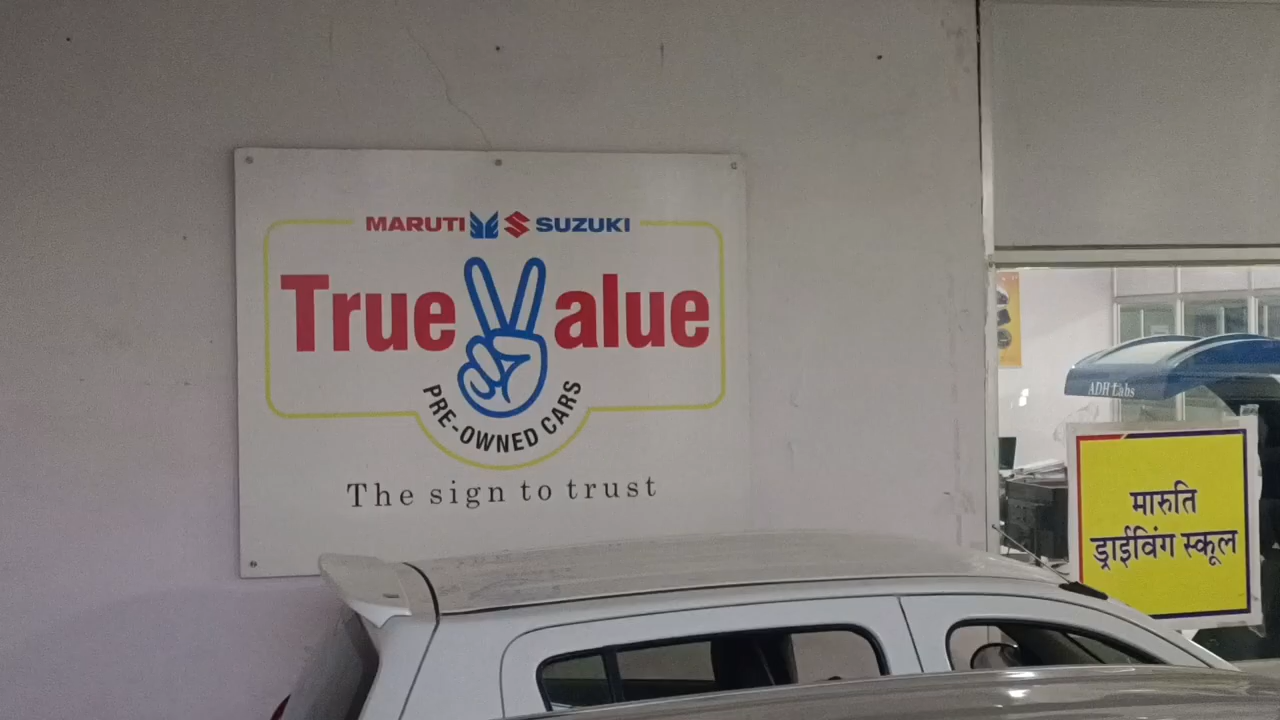 MARUTI SUZUKI
True Value
PRE-OWNED CARS
The sign to trust
ADH Labs
मारुति
ड्राईविंग स्कूल